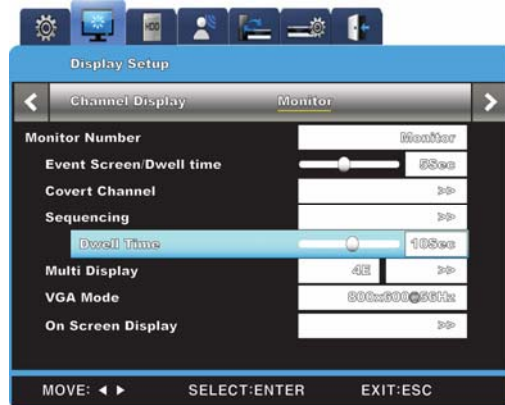 HDD
Display Setup
Channel Display Monitor
Monitor Number Monitor
Event Screen/Dwell time 5Sec
Covert Channel >>
Sequencing >>
Dwell Time 10Sec
Multi Display 4E >>
VGA Mode 800x600@56Hz
On Screen Display >>
MOVE: ◄ ► SELECT:ENTER EXIT:ESC